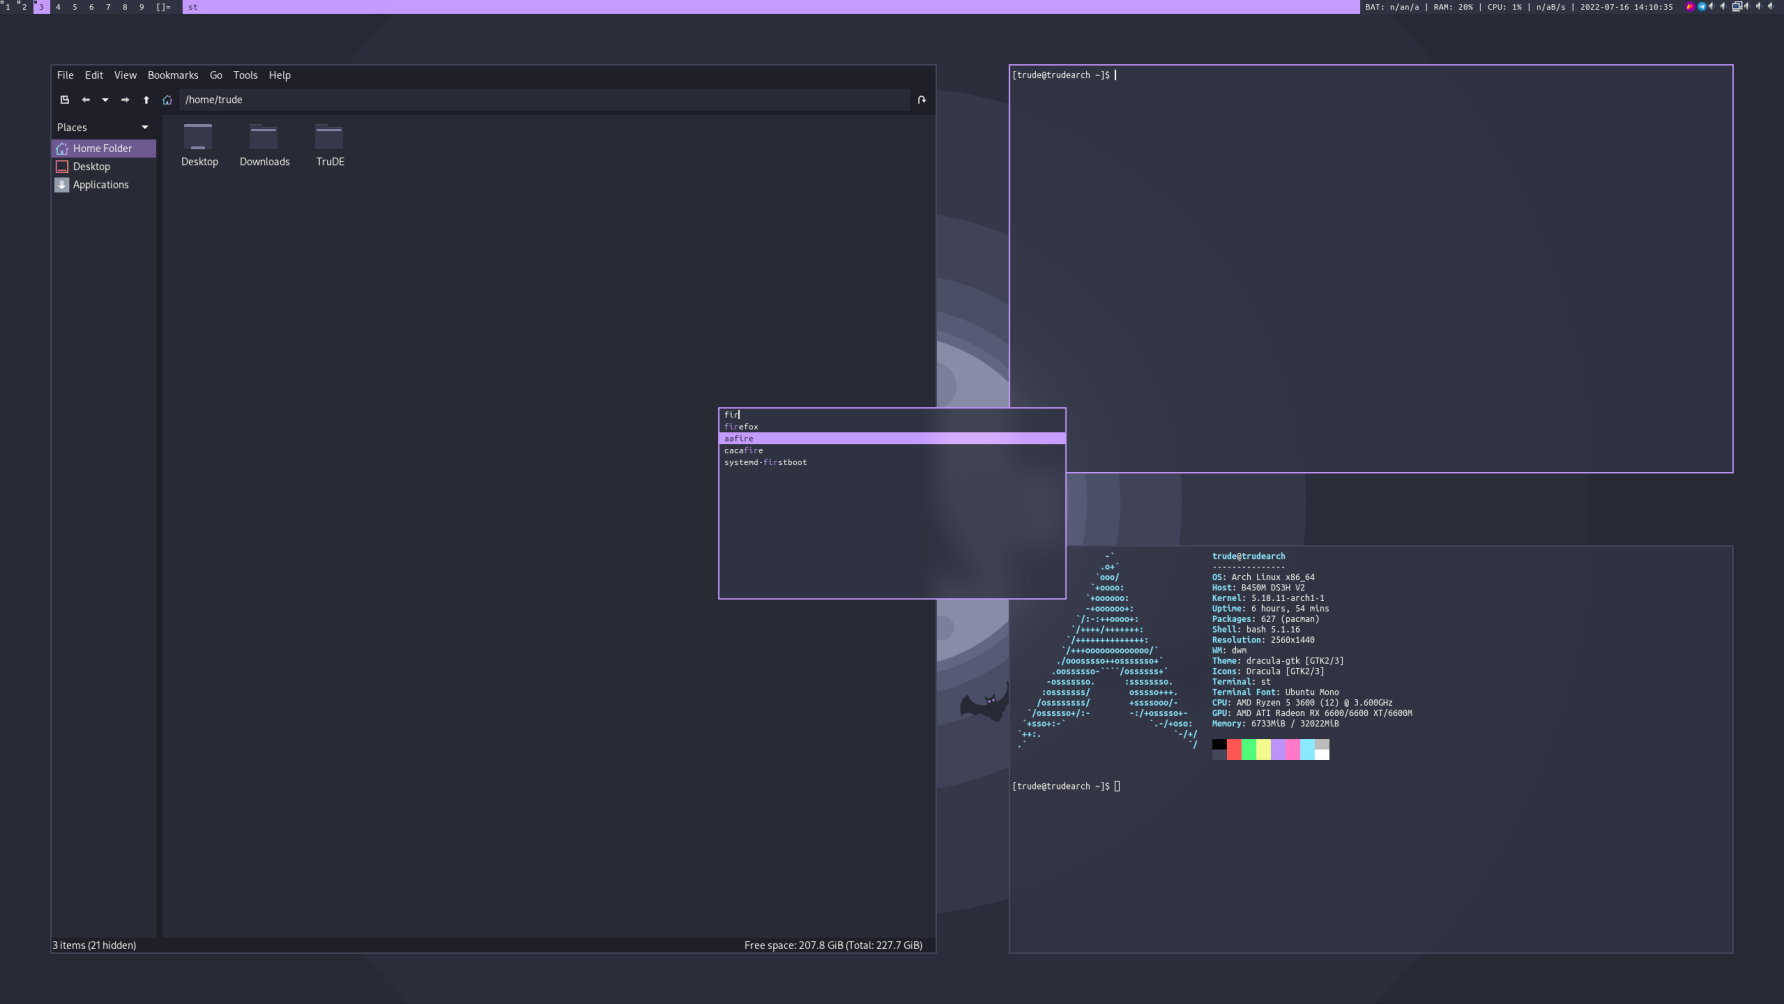 1 2 3 4 5 6 7 8 9 []= st BAT: n/an/a | RAM: 20% | CPU: 1% | n/aB/s | 2022-07-16 14:10:35
File Edit View Bookmarks Go Tools Help
/home/trude
Places
Home Folder
Desktop
Applications
Desktop Downloads TruDE
3 items (21 hidden) Free space: 207.8 GiB (Total: 227.7 GiB)
[trude@trudearch ~]$
fir
firefox
aafire
cacafire
systemd-firstboot
trude@trudearch
---------------
OS: Arch Linux x86_64
Host: B450M DS3H V2
Kernel: 5.18.11-arch1-1
Uptime: 6 hours, 54 mins
Packages: 627 (pacman)
Shell: bash 5.1.16
Resolution: 2560x1440
WM: dwm
Theme: dracula-gtk [GTK2/3]
Icons: Dracula [GTK2/3]
Terminal: st
Terminal Font: Ubuntu Mono
CPU: AMD Ryzen 5 3600 (12) @ 3.600GHz
GPU: AMD ATI Radeon RX 6600/6600 XT/6600M
Memory: 6733MiB / 32022MiB
[trude@trudearch ~]$